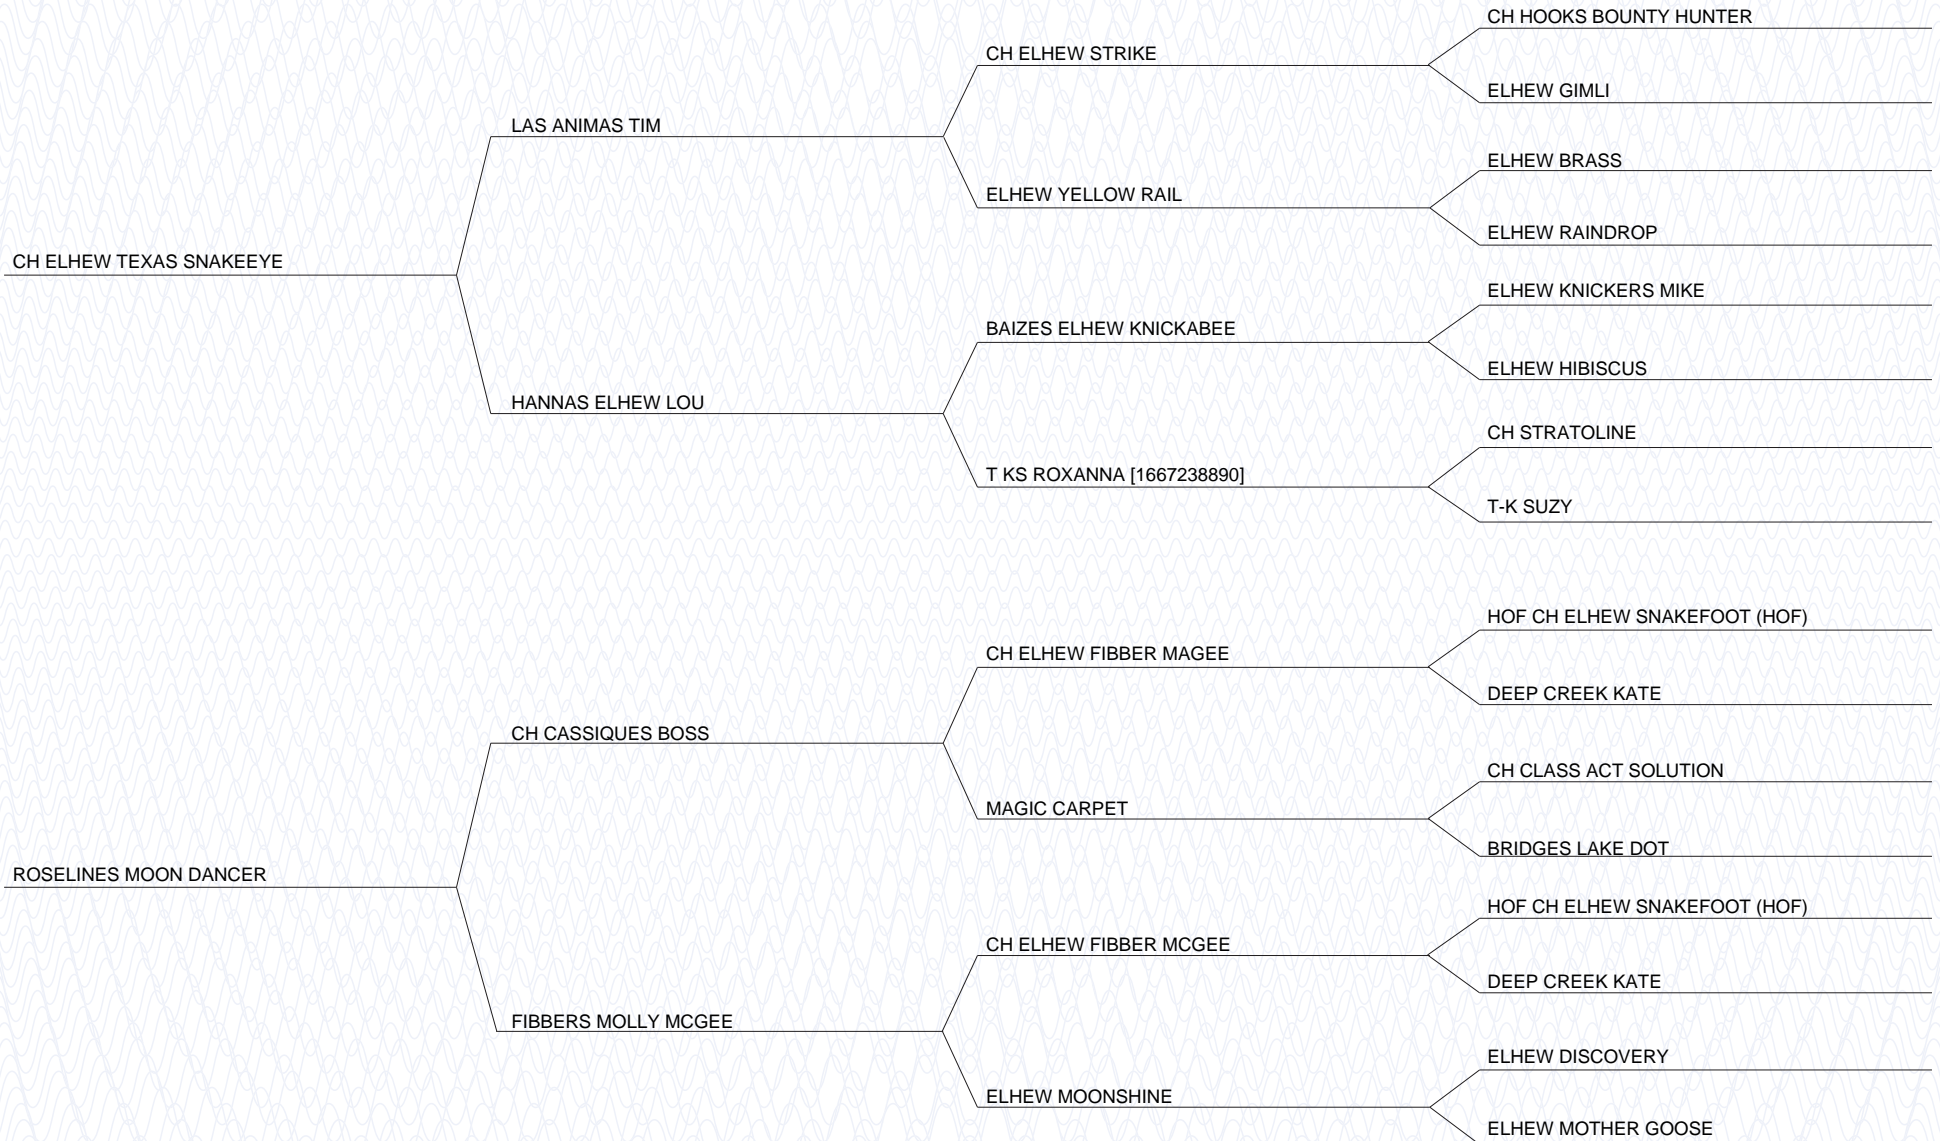 CH HOOKS BOUNTY HUNTER
CH ELHEW STRIKE
ELHEW GIMLI
LAS ANIMAS TIM
ELHEW BRASS
ELHEW YELLOW RAIL
ELHEW RAINDROP
CH ELHEW TEXAS SNAKEEYE
ELHEW KNICKERS MIKE
BAIZES ELHEW KNICKABEE
ELHEW HIBISCUS
HANNAS ELHEW LOU
CH STRATOLINE
T KS ROXANNA [1667238890]
T-K SUZY
HOF CH ELHEW SNAKEFOOT (HOF)
CH ELHEW FIBBER MAGEE
DEEP CREEK KATE
CH CASSIQUES BOSS
CH CLASS ACT SOLUTION
MAGIC CARPET
BRIDGES LAKE DOT
ROSELINES MOON DANCER
HOF CH ELHEW SNAKEFOOT (HOF)
CH ELHEW FIBBER MCGEE
DEEP CREEK KATE
FIBBERS MOLLY MCGEE
ELHEW DISCOVERY
ELHEW MOONSHINE
ELHEW MOTHER GOOSE